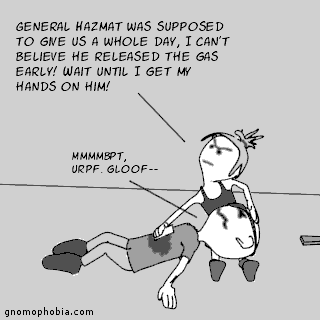 GENERAL HAZMAT WAS SUPPOSED
TO GIVE US A WHOLE DAY, I CAN'T
BELIEVE HE RELEASED THE GAS
EARLY! WAIT UNTIL I GET MY
HANDS ON HIM!
MMMMBPT,
URPF. GLOOF--
gnomophobia.com